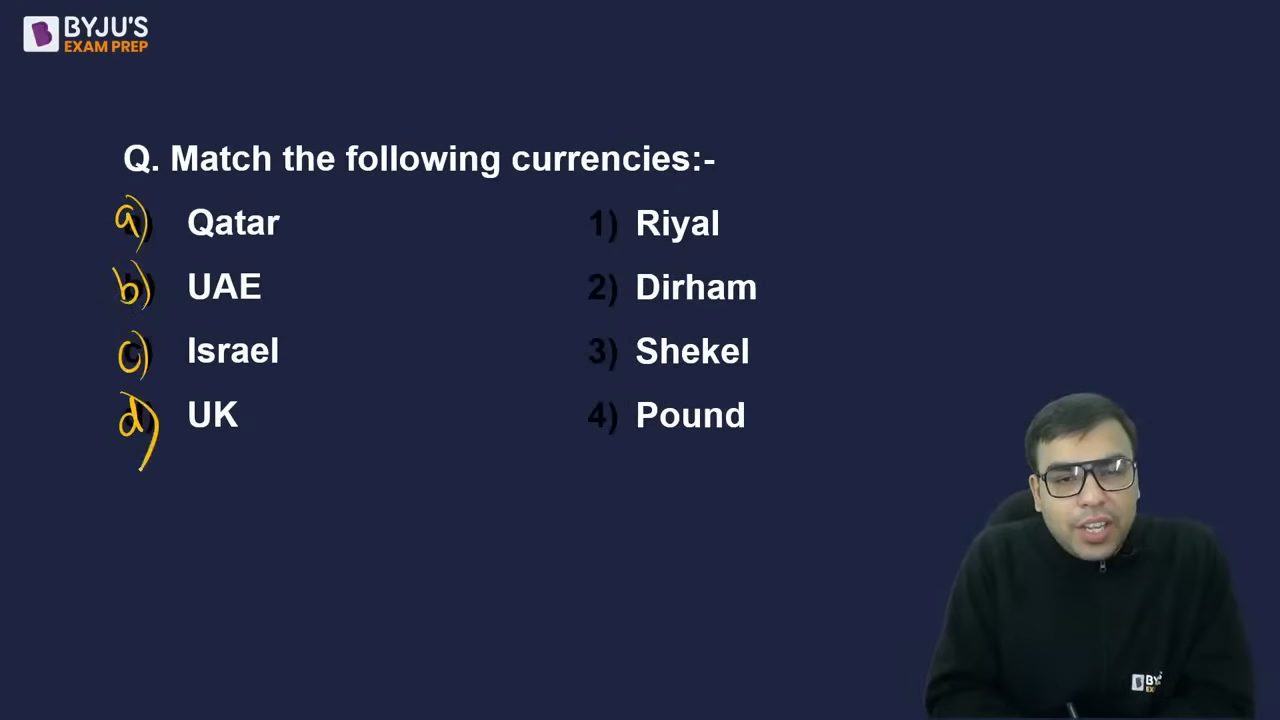 BYJU'S
EXAM PREP
Q. Match the following currencies:-
a) Qatar 1) Riyal
b) UAE 2) Dirham
c) Israel 3) Shekel
d) UK 4) Pound